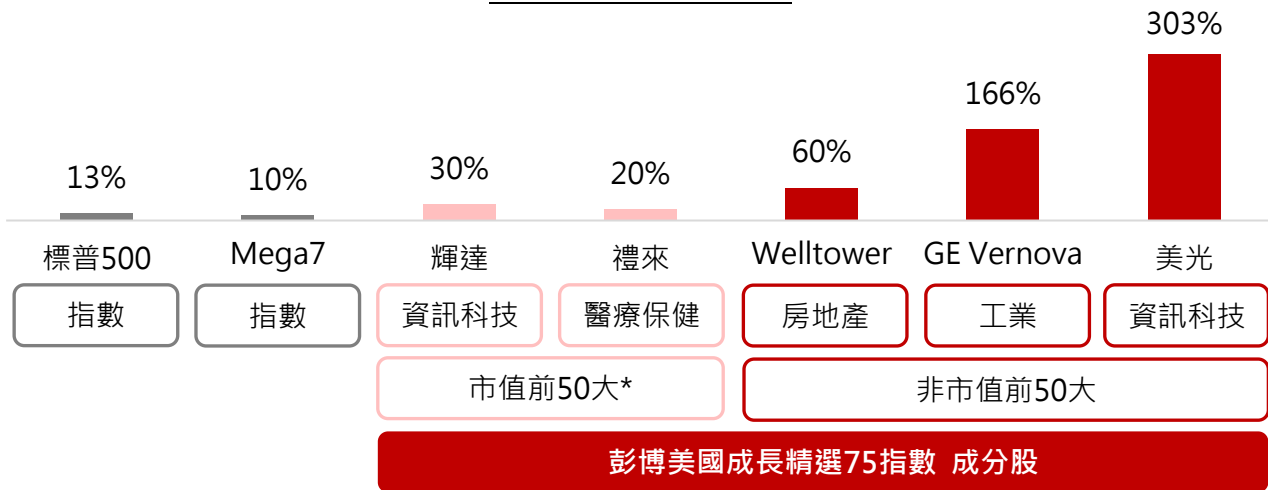 303%
166%
60%
30%
20%
13%
10%
標普500 Mega7 輝達 禮來 Welltower GE Vernova 美光
指數 指數 資訊科技 醫療保健 房地產 工業 資訊科技
市值前50大* 非市值前50大
彭博美國成長精選75指數 成分股